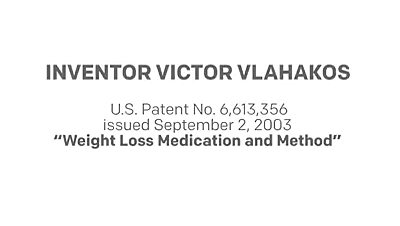 INVENTOR VICTOR VLAHAKOS
U.S. Patent No. 6,613,356
issued September 2, 2003
“Weight Loss Medication and Method”